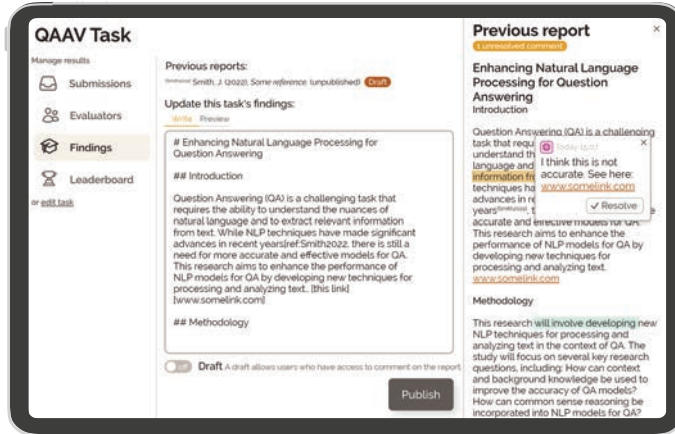 QAAV Task
Manage results
Submissions
Evaluators
Findings
Leaderboard
or edit task
Previous reports:
Smith, J. (2022), Some reference. (unpublished) Draft
Update this task's findings:
Write Preview
# Enhancing Natural Language Processing for
Question Answering
## Introduction
Question Answering (QA) is a challenging task that
requires the ability to understand the nuances of
natural language and to extract relevant information
from text. While NLP techniques have made significant
advances in recent years[ref:Smith2022, there is still a
need for more accurate and effective models for QA.
This research aims to enhance the performance of
NLP models for QA by developing new techniques for
processing and analyzing text.. [this link]
[www.somelink.com]
## Methodology
off Draft A draft allows users who have access to comment on the report
Publish
Previous report ×
1 unresolved comment
Enhancing Natural Language
Processing for Question
Answering
Introduction
Question Answering (QA) is a challenging
task that requ
understand th
language and
information fr
techniques ha
advances in re
years
accurate and effective models for QA.
This research aims to enhance the
performance of NLP models for QA by
developing new techniques for
processing and analyzing text.
www.somelink.com
Today 15:07 ×
I think this is not
accurate. See here:
www.somelink.com
✓ Resolve
Methodology
This research will involve developing new
NLP techniques for processing and
analyzing text in the context of QA. The
study will focus on several key research
questions, including: How can context
and background knowledge be used to
improve the accuracy of QA models?
How can common sense reasoning be
incorporated into NLP models for QA?